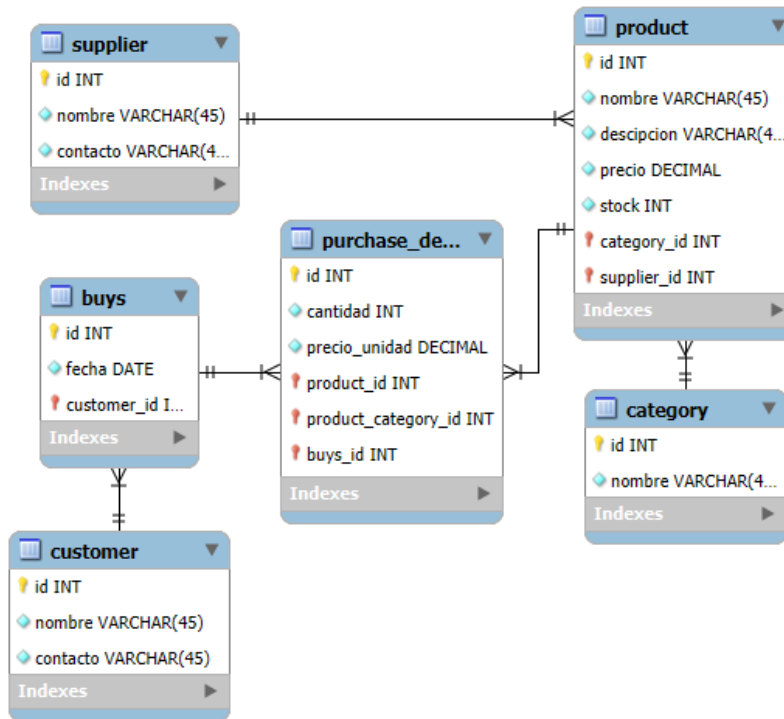 supplier
id INT
nombre VARCHAR(45)
contacto VARCHAR(4...
Indexes
product
id INT
nombre VARCHAR(45)
descipcion VARCHAR(4...
precio DECIMAL
stock INT
category_id INT
supplier_id INT
Indexes
purchase_de...
id INT
cantidad INT
precio_unidad DECIMAL
product_id INT
product_category_id INT
buys_id INT
Indexes
buys
id INT
fecha DATE
customer_id I...
Indexes
category
id INT
nombre VARCHAR(4...
Indexes
customer
id INT
nombre VARCHAR(45)
contacto VARCHAR(45)
Indexes